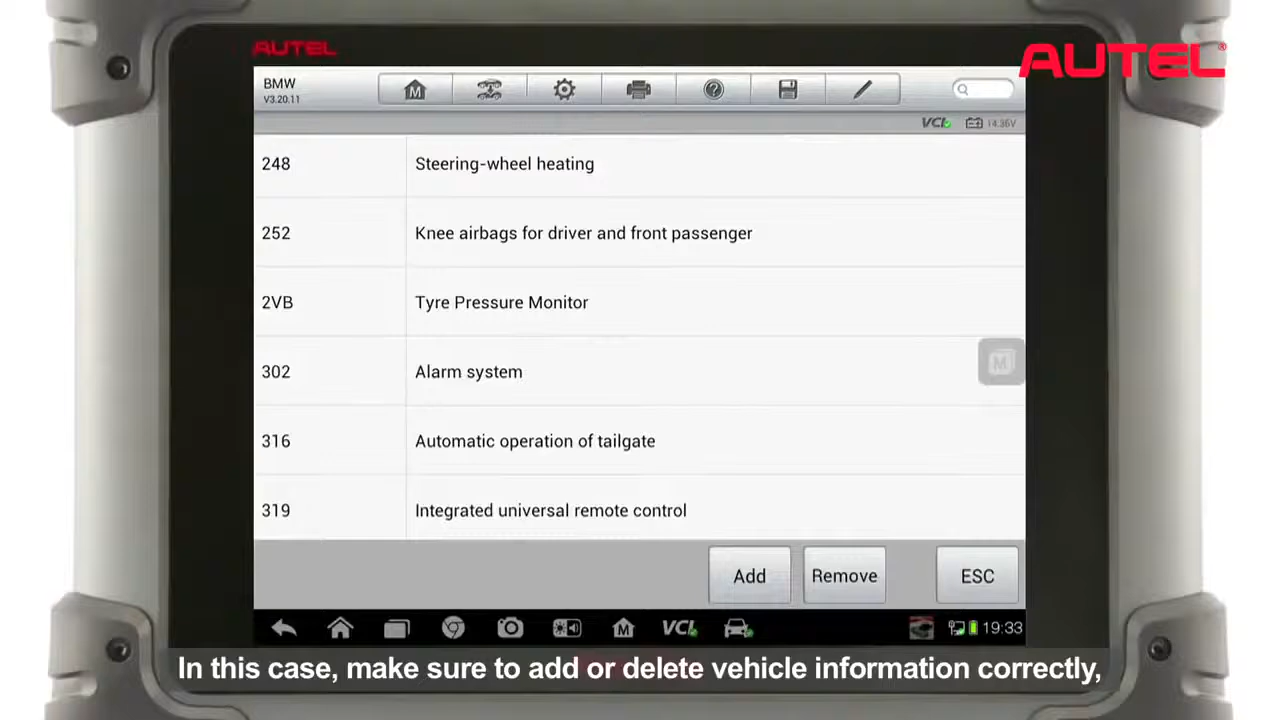 AUTEL
AUTEL®
BMW
V3.20.11
M
VCI
14.36V
248 Steering-wheel heating
252 Knee airbags for driver and front passenger
2VB Tyre Pressure Monitor
302 Alarm system
M
316 Automatic operation of tailgate
319 Integrated universal remote control
Add Remove ESC
M VCI 19:33
In this case, make sure to add or delete vehicle information correctly,